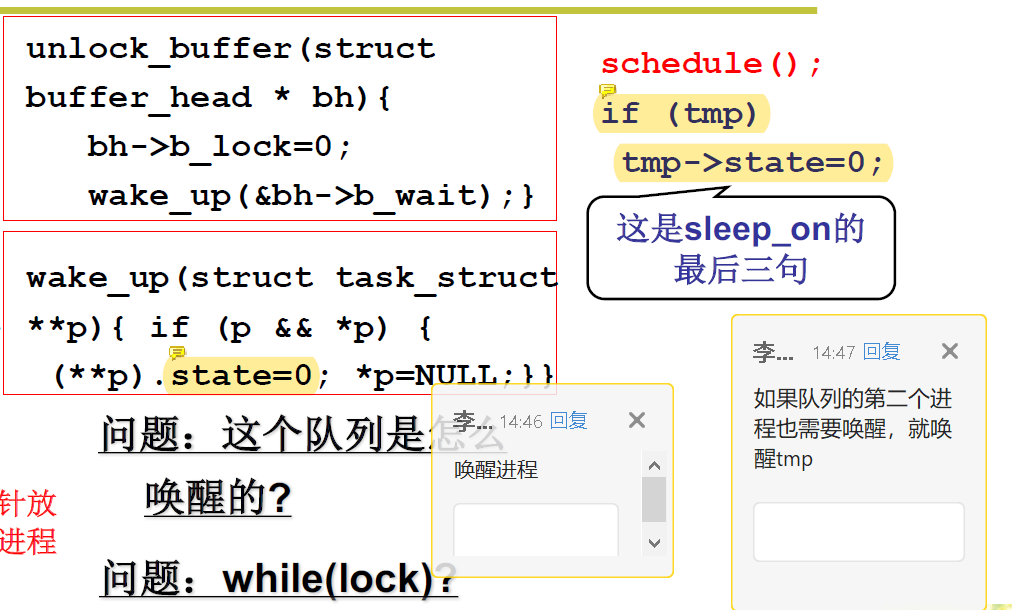 unlock_buffer(struct
buffer_head * bh){
bh->b_lock=0;
wake_up(&bh->b_wait);}
schedule();
if (tmp)
tmp->state=0;
这是sleep_on的
最后三句
wake_up(struct task_struct
**p){ if (p && *p) {
(**p).state=0; *p=NULL;}}
问题：这个队列是怎么
唤醒的?
针放
进程
问题：while(lock)?
李... 14:46 回复
唤醒进程
李... 14:47 回复
如果队列的第二个进
程也需要唤醒，就唤
醒tmp